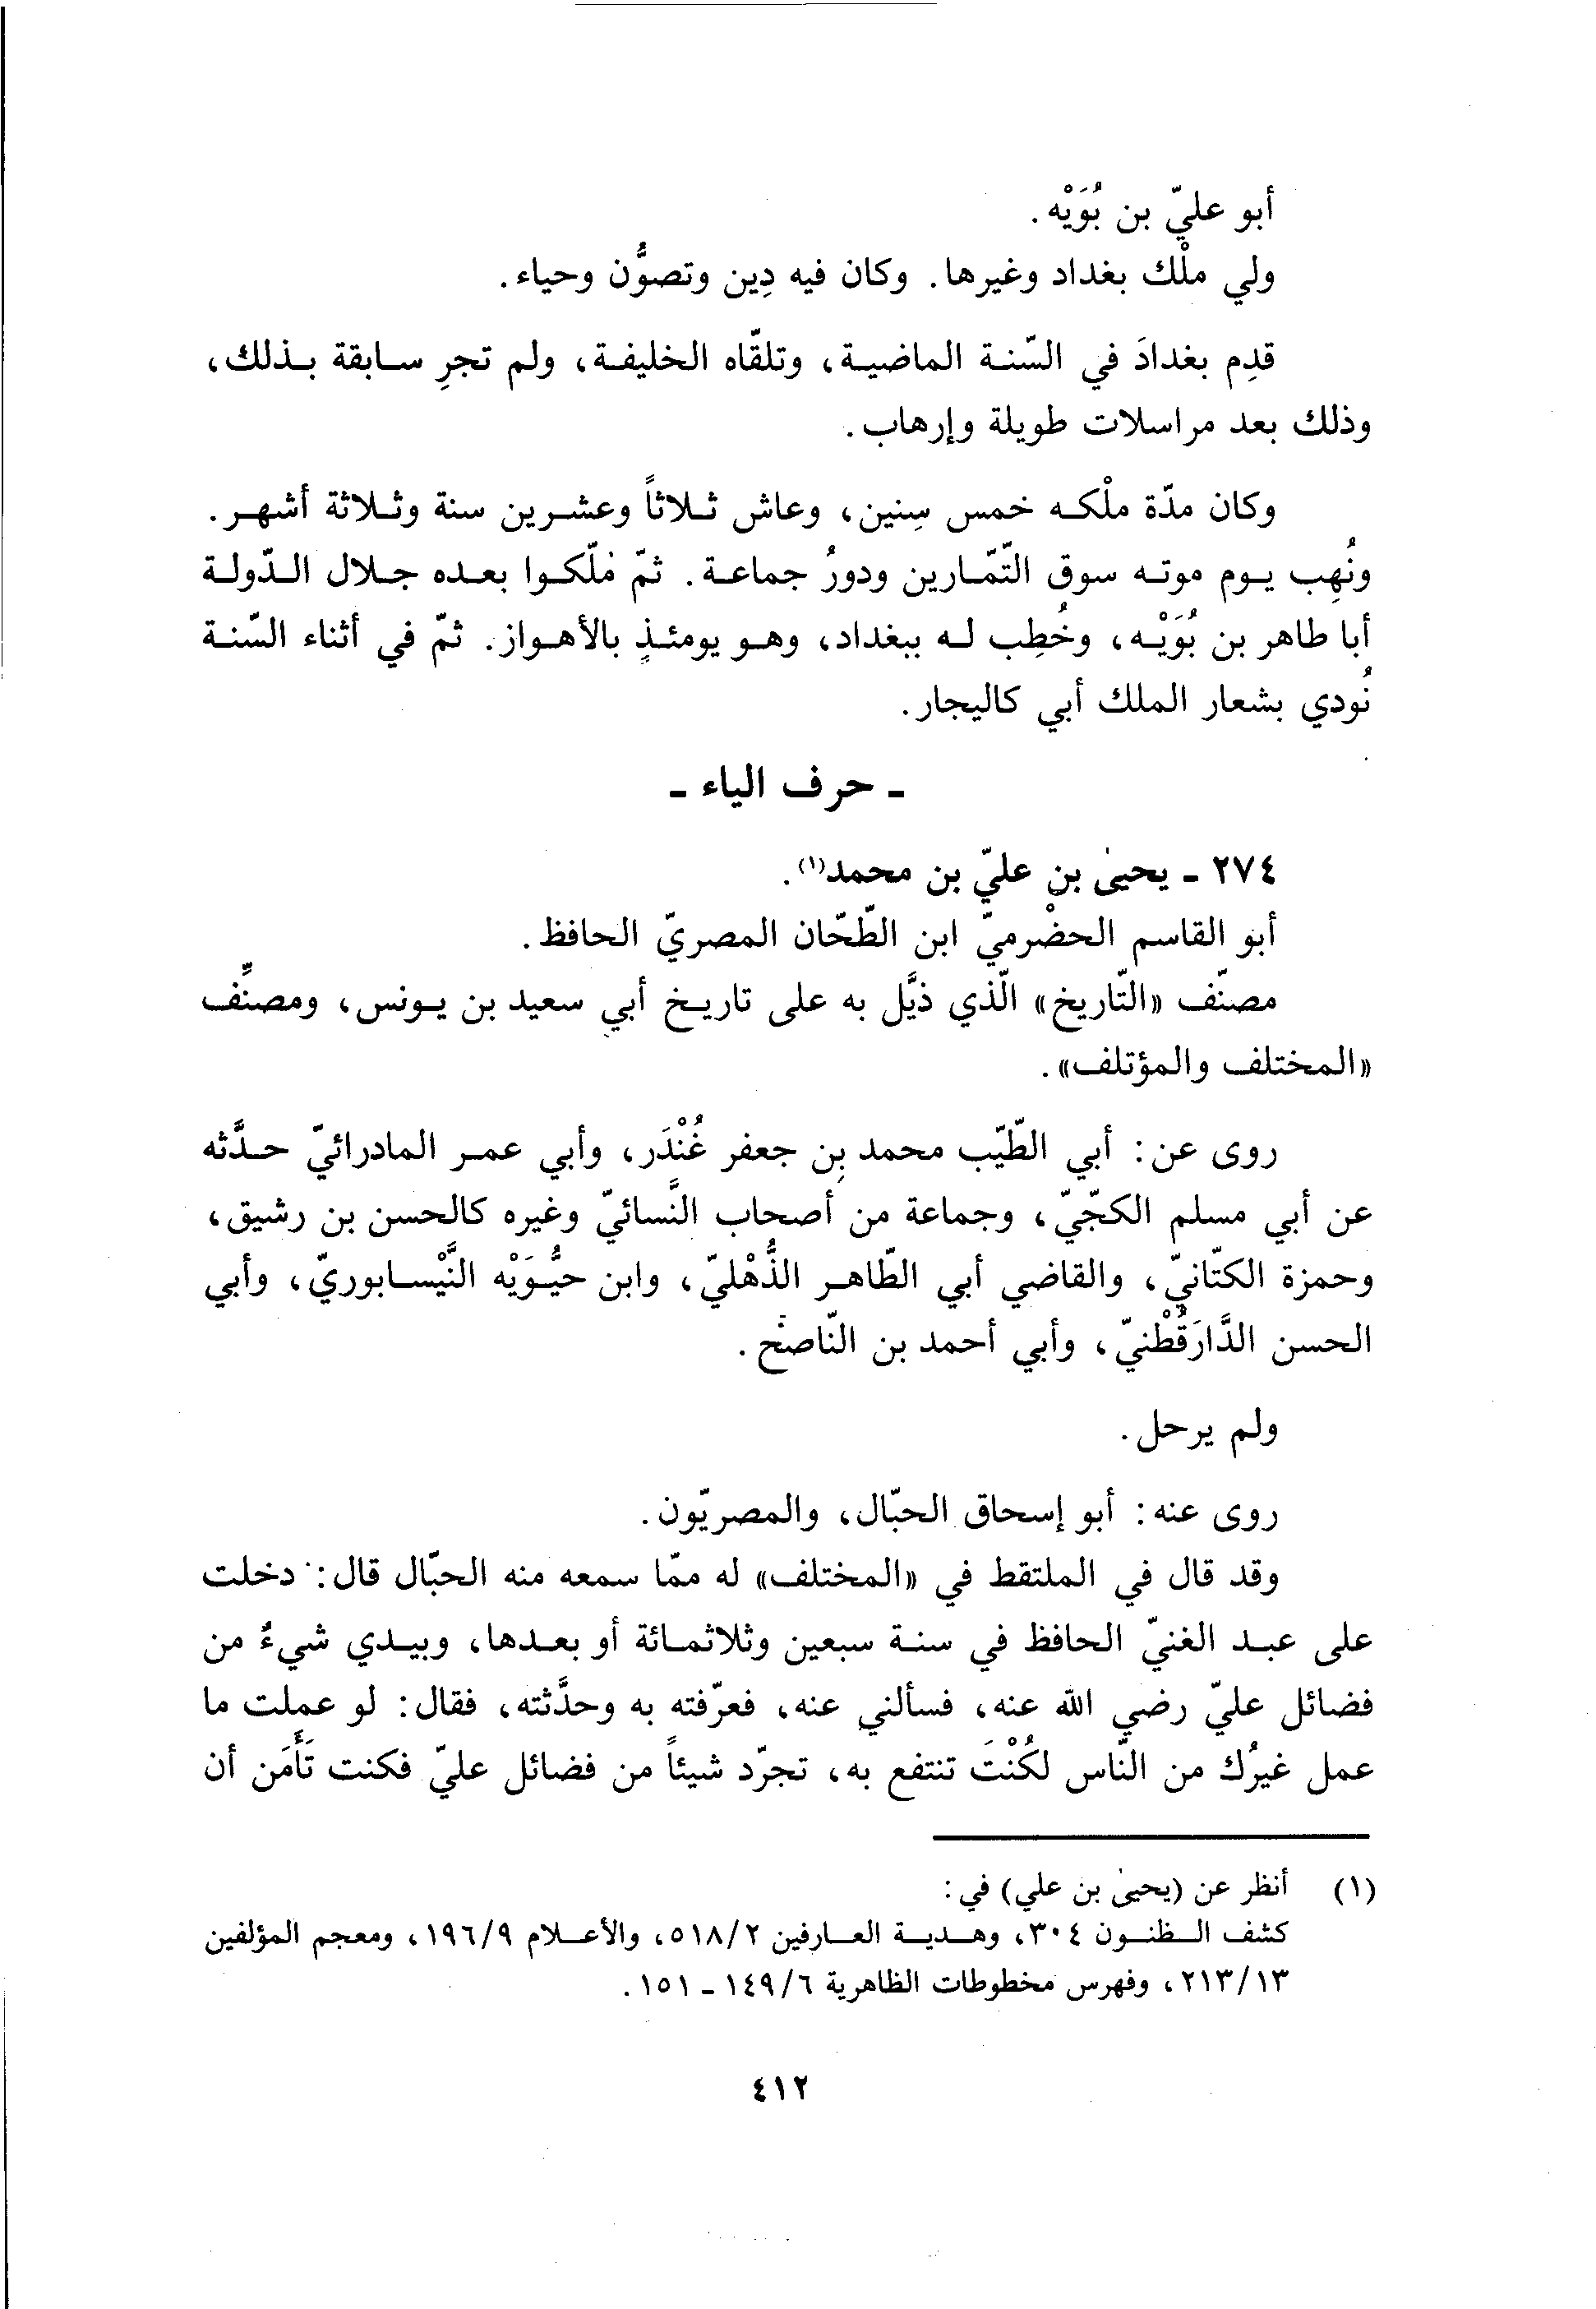 أبو عليّ بن بُوَيْه.
ولي ملْك بغداد وغيرها. وكان فيه دِين وتصوُّن وحياء.
قدِم بغدادَ في السّنة الماضية، وتلقّاه الخليفة، ولم تجرِ سابقة بذلك،
وذلك بعد مراسلات طويلة وإرهاب.
وكان مدّة ملْكه خمس سِنين، وعاش ثلاثاً وعشرين سنة وثلاثة أشهر.
ونُهِب يوم موته سوق التّمّارين ودورُ جماعة. ثمّ ملّكوا بعده جلال الدّولة
أبا طاهر بن بُوَيْه، وخُطِب له ببغداد، وهو يومئذٍ بالأهواز. ثمّ في أثناء السّنة
نُودي بشعار الملك أبي كاليجار.
- حرف الياء -
٢٧٤ - يحيىٰ بن عليّ بن محمد(١).
أبو القاسم الحضْرميّ ابن الطّحّان المصريّ الحافظ.
مصنّف «التّاريخ» الّذي ذيَّل به على تاريخ أبي سعيد بن يونس، ومصنِّف
«المختلف والمؤتلف».
روى عن: أبي الطّيّب محمد بن جعفر غُنْدَر، وأبي عمر المادرائيّ حدَّثه
عن أبي مسلم الكجّيّ، وجماعة من أصحاب النَّسائيّ وغيره كالحسن بن رشيق،
وحمزة الكتّانيّ، والقاضي أبي الطّاهر الذُّهْليّ، وابن حيُّوَيْه النَّيْسابوريّ، وأبي
الحسن الدَّارَقُطْنيّ، وأبي أحمد بن النّاصح.
ولم يرحل.
روى عنه: أبو إسحاق الحبّال، والمصريّون.
وقد قال في الملتقط في «المختلف» له ممّا سمعه منه الحبّال قال: دخلت
على عبد الغنيّ الحافظ في سنة سبعين وثلاثمائة أو بعدها، وبيدي شيءٌ من
فضائل عليّ رضي الله عنه، فسألني عنه، فعرّفته به وحدَّثته، فقال: لو عملت ما
عمل غيرُك من النّاس لكُنْتَ تنتفع به، تجرّد شيئاً من فضائل عليّ فكنت تَأْمَن أن
(١) أنظر عن (يحيىٰ بن علي) في:
كشف الظنون ٣٠٤، وهدية العارفين ٥١٨/٢، والأعلام ١٩٦/٩، ومعجم المؤلفين
٢١٣/١٣، وفهرس مخطوطات الظاهرية ١٤٩/٦ - ١٥١.
٤١٢